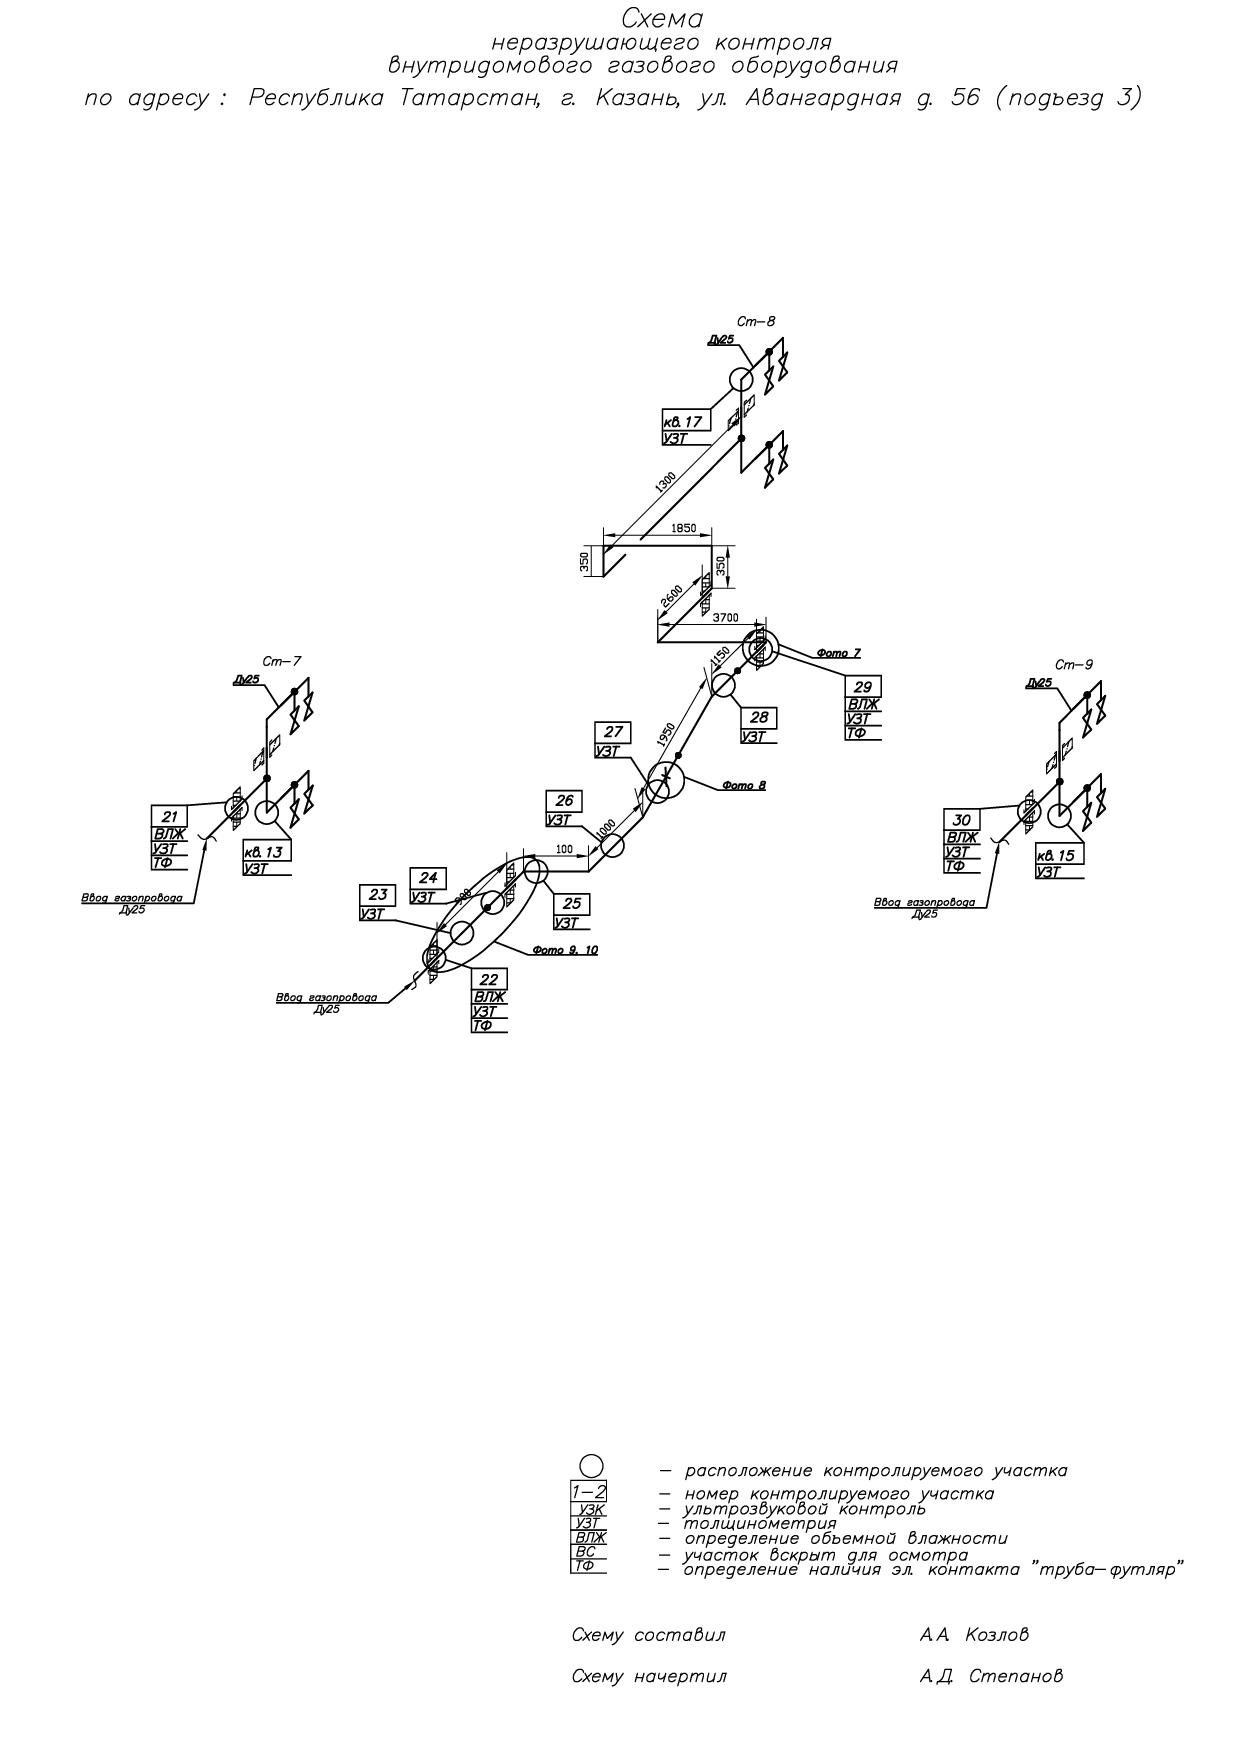 Схема
неразрушающего контроля
внутридомового газового оборудования
по адресу : Республика Татарстан, г. Казань, ул. Авангардная д. 56 (подъезд 3)
Ст-8
Ду25
кв.17
УЗТ
1300
1850
350
350
2600
3700
1150
Фото 7
29
ВЛЖ
УЗТ
ТФ
28
УЗТ
27
УЗТ
1950
Фото 8
26
УЗТ
1000
100
25
УЗТ
24
УЗТ
23
УЗТ
Фото 9, 10
22
ВЛЖ
УЗТ
ТФ
Ввод газопровода
Ду25
Ст-7
Ду25
21
ВЛЖ
УЗТ
ТФ
кв.13
УЗТ
Ввод газопровода
Ду25
Ст-9
Ду25
30
ВЛЖ
УЗТ
ТФ
кв.15
УЗТ
Ввод газопровода
Ду25
– расположение контролируемого участка
1-2 – номер контролируемого участка
УЗК – ультрозвуковой контроль
УЗТ – толщинометрия
ВЛЖ – определение объемной влажности
ВС – участок вскрыт для осмотра
ТФ – определение наличия эл. контакта "труба-футляр"
Схему составил А.А. Козлов
Схему начертил А.Д. Степанов